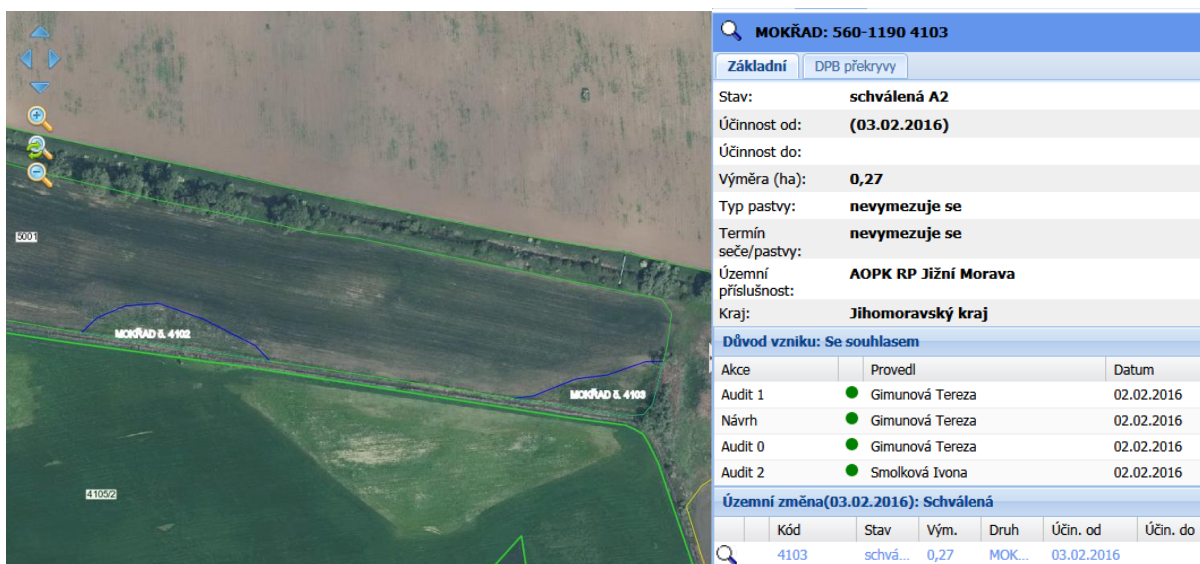 5001
MOKŘAD č. 4102
MOKŘAD č. 4103
4105/2
MOKŘAD: 560-1190 4103
Základní DPB překryvy
Stav: schválená A2
Účinnost od: (03.02.2016)
Účinnost do:
Výměra (ha): 0,27
Typ pastvy: nevymezuje se
Termín seče/pastvy: nevymezuje se
Územní příslušnost: AOPK RP Jižní Morava
Kraj: Jihomoravský kraj
Důvod vzniku: Se souhlasem
Akce Provedl Datum
Audit 1 Gimunová Tereza 02.02.2016
Návrh Gimunová Tereza 02.02.2016
Audit 0 Gimunová Tereza 02.02.2016
Audit 2 Smolková Ivona 02.02.2016
Územní změna(03.02.2016): Schválená
Kód Stav Vým. Druh Účin. od Účin. do
4103 schvá... 0,27 MOK... 03.02.2016